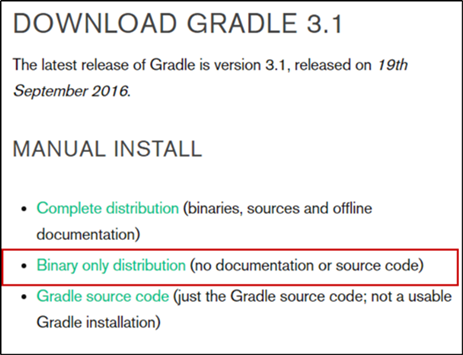 DOWNLOAD GRADLE 3.1
The latest release of Gradle is version 3.1, released on 19th
September 2016.
MANUAL INSTALL
• Complete distribution (binaries, sources and offline
documentation)
• Binary only distribution (no documentation or source code)
• Gradle source code (just the Gradle source code; not a usable
Gradle installation)